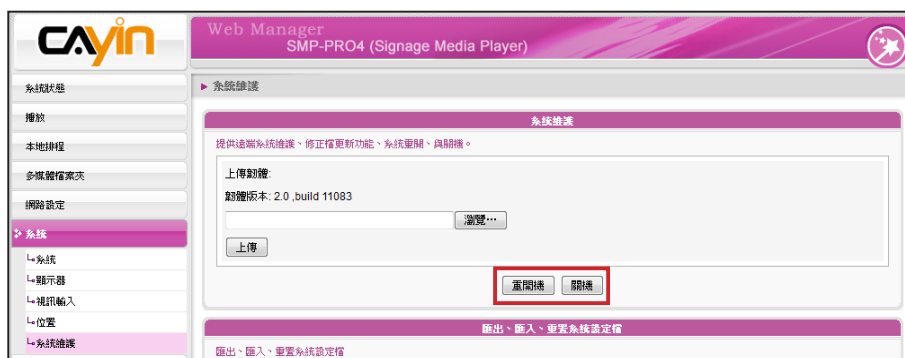 CAYIN
Web Manager
SMP-PRO4 (Signage Media Player)
系統狀態
播放
本地排程
多媒體檔案夾
網路設定
系統
系統
顯示器
視訊輸入
位置
系統維護
系統維護
系統維護
提供遠端系統維護、修正檔更新功能、系統重開、與關機。
上傳韌體:
韌體版本: 2.0 ,build 11083
瀏覽…
上傳
重開機 關機
匯出、匯入、重置系統設定檔
匯出、匯入、重置系統設定檔